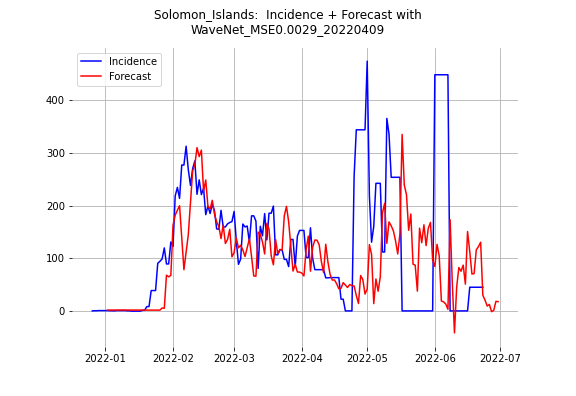 Solomon_Islands:  Incidence + Forecast with
WaveNet_MSE0.0029_20220409
Incidence
Forecast
400
300
200
100
0
2022-01 2022-02 2022-03 2022-04 2022-05 2022-06 2022-07